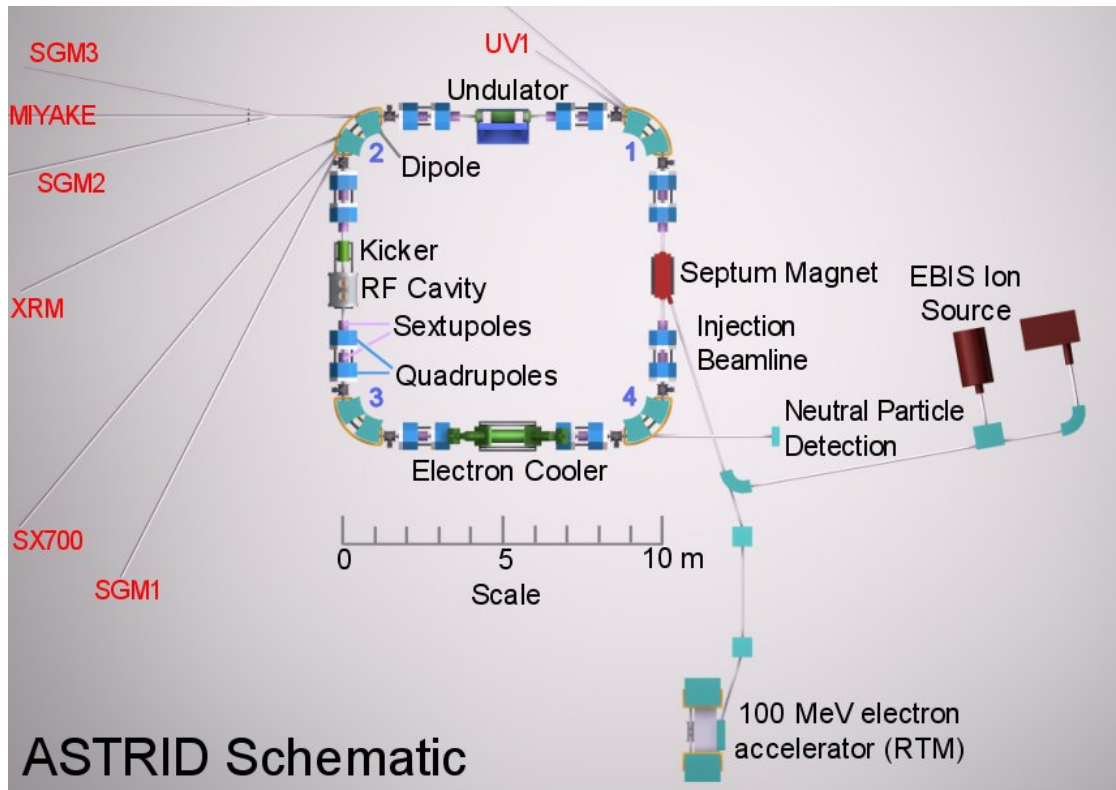 SGM3
UV1
Undulator
MIYAKE
2
1
Dipole
SGM2
Kicker
RF Cavity
Septum Magnet
EBIS Ion
Source
XRM
Sextupoles
Injection
Beamline
Quadrupoles
3
4
Neutral Particle
Detection
Electron Cooler
SX700
0
5
10 m
SGM1
Scale
100 MeV electron
accelerator (RTM)
ASTRID Schematic